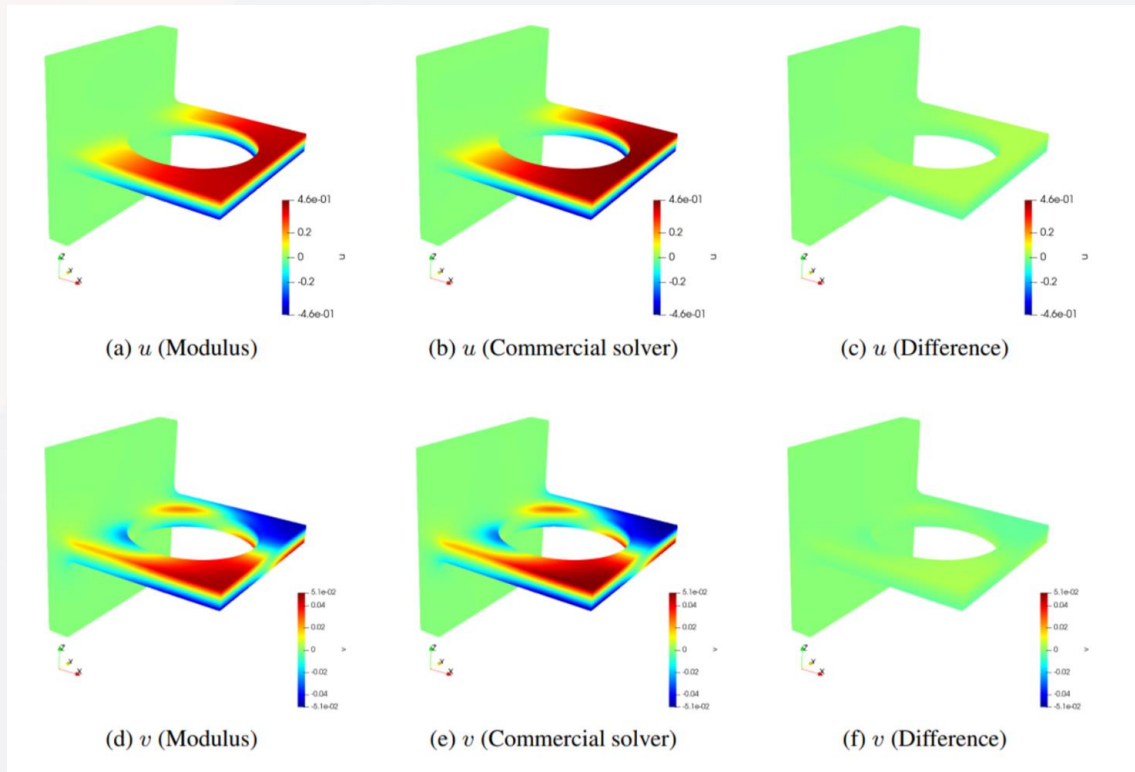 4.6e-01
0.2
0
-0.2
-4.6e-01
u
4.6e-01
0.2
0
-0.2
-4.6e-01
u
4.6e-01
0.2
0
-0.2
-4.6e-01
u
Z
Y
X
Z
Y
X
Z
Y
X
(a) u (Modulus)
(b) u (Commercial solver)
(c) u (Difference)
5.1e-02
0.04
0.02
0
-0.02
-0.04
-5.1e-02
v
5.1e-02
0.04
0.02
0
-0.02
-0.04
-5.1e-02
v
5.1e-02
0.04
0.02
0
-0.02
-0.04
-5.1e-02
v
Z
Y
X
Z
Y
X
Z
Y
X
(d) v (Modulus)
(e) v (Commercial solver)
(f) v (Difference)